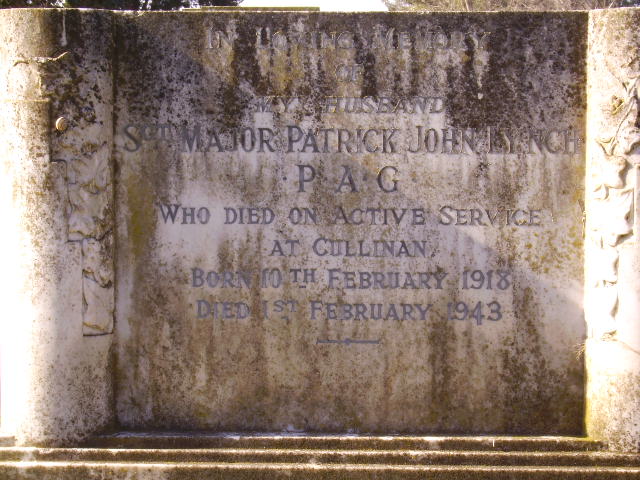 IN LOVING MEMORY
OF
MY HUSBAND
SGT MAJOR PATRICK JOHN LYNCH
P A G
WHO DIED ON ACTIVE SERVICE
AT CULLINAN.
BORN 10TH FEBRUARY 1918
DIED 1ST FEBRUARY 1943